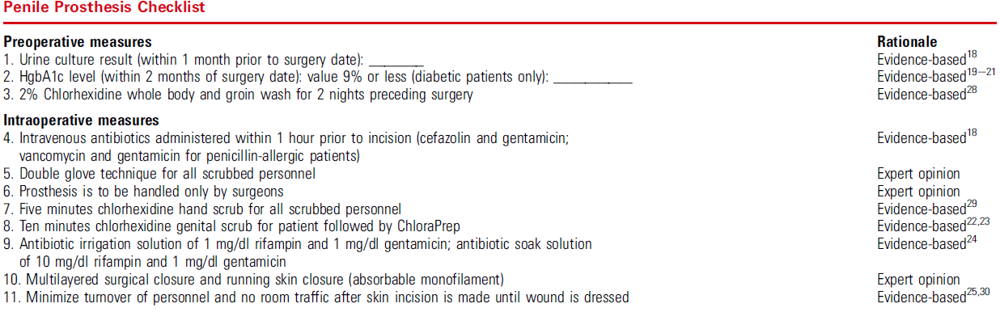 Penile Prosthesis Checklist
Preoperative measures Rationale
1. Urine culture result (within 1 month prior to surgery date): ________ Evidence-based18
2. HgbA1c level (within 2 months of surgery date): value 9% or less (diabetic patients only): ___________ Evidence-based19–21
3. 2% Chlorhexidine whole body and groin wash for 2 nights preceding surgery Evidence-based28
Intraoperative measures
4. Intravenous antibiotics administered within 1 hour prior to incision (cefazolin and gentamicin; Evidence-based18
vancomycin and gentamicin for penicillin-allergic patients)
5. Double glove technique for all scrubbed personnel Expert opinion
6. Prosthesis is to be handled only by surgeons Expert opinion
7. Five minutes chlorhexidine hand scrub for all scrubbed personnel Evidence-based29
8. Ten minutes chlorhexidine genital scrub for patient followed by ChloraPrep Evidence-based22,23
9. Antibiotic irrigation solution of 1 mg/dl rifampin and 1 mg/dl gentamicin; antibiotic soak solution Evidence-based24
of 10 mg/dl rifampin and 1 mg/dl gentamicin
10. Multilayered surgical closure and running skin closure (absorbable monofilament) Expert opinion
11. Minimize turnover of personnel and no room traffic after skin incision is made until wound is dressed Evidence-based25,30